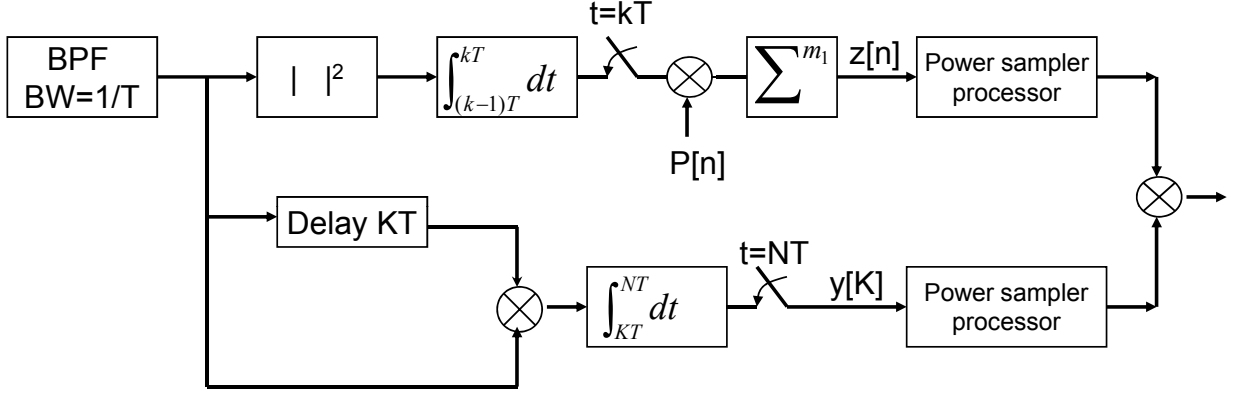 t=kT
BPF
BW=1/T
| |²
∫_{(k−1)T}^{kT} dt
P[n]
∑^{m₁}
z[n]
Power sampler
processor
Delay KT
∫_{KT}^{NT} dt
t=NT
y[K]
Power sampler
processor